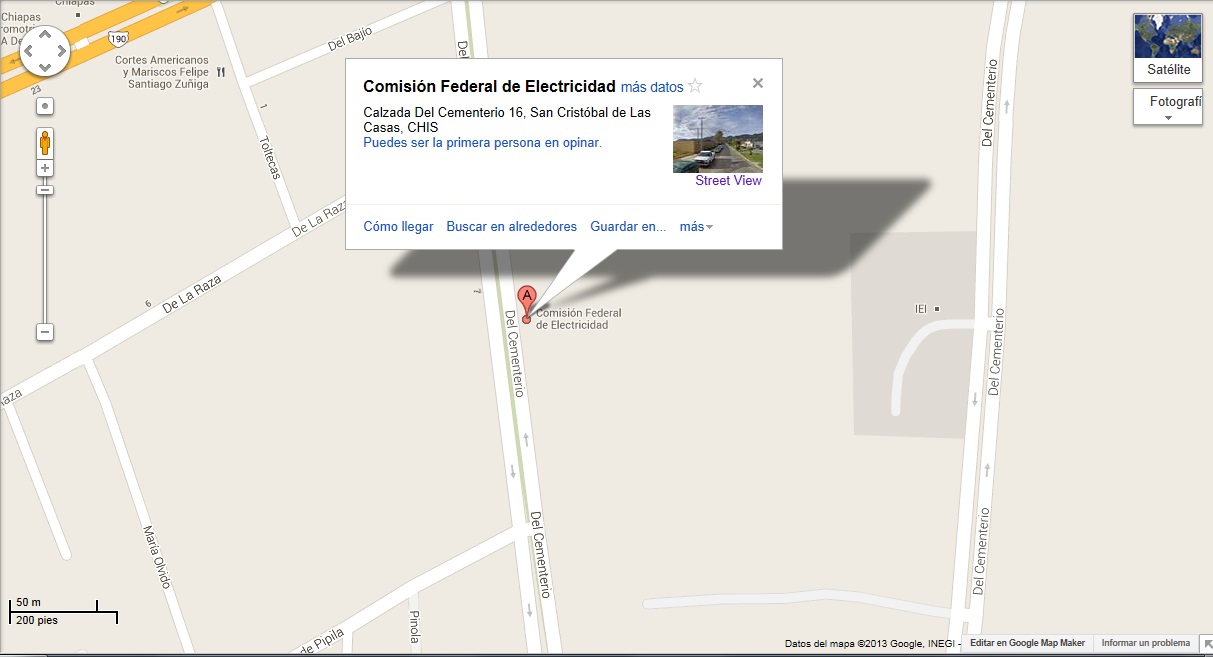 Chiapas
Chiapas
190
23
Cortes Americanos
y Mariscos Felipe
Santiago Zuñiga
Del Bajío
1
Toltecas
De La Raza
6
De La Raza
Comisión Federal de Electricidad más datos
Calzada Del Cementerio 16, San Cristóbal de Las
Casas, CHIS
Puedes ser la primera persona en opinar.
Street View
Cómo llegar Buscar en alrededores Guardar en... más
Satélite
Fotografí
Del Cementerio
7
A
Comisión Federal
de Electricidad
Del Cementerio
IEI
Del Cementerio
María Olvido
Del Cementerio
Del Cementerio
Pinola
de Pipila
50 m
200 pies
Datos del mapa ©2013 Google, INEGI -
Editar en Google Map Maker
Informar un problema